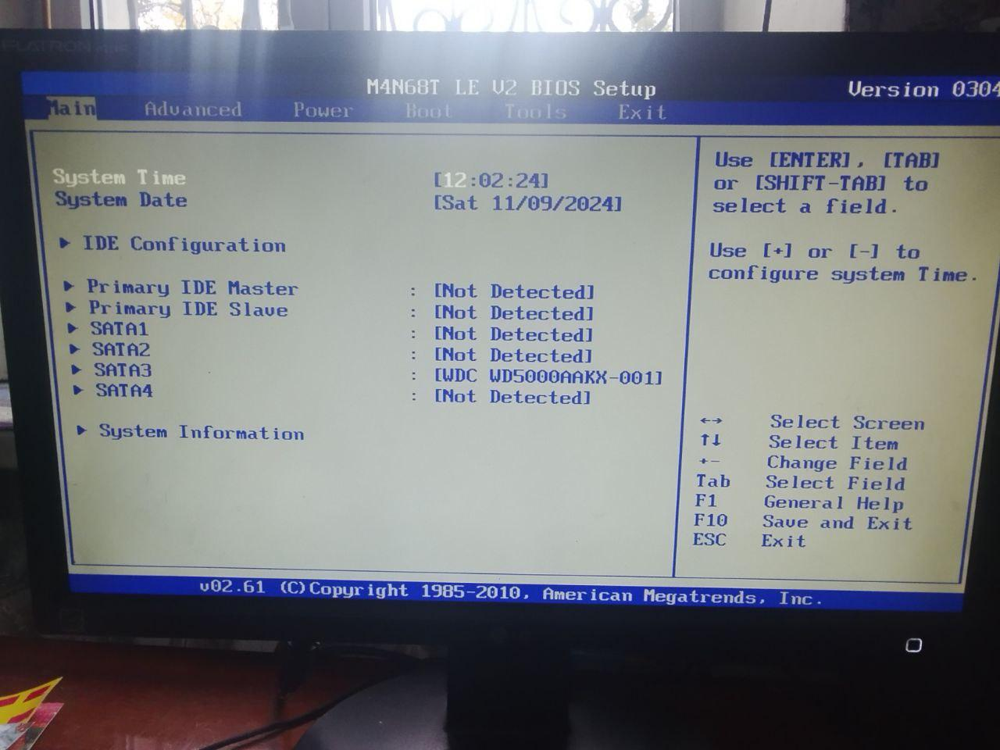 FLATRON
M4N68T LE V2 BIOS Setup Version 0304
Main Advanced Power Boot Tools Exit
System Time [12:02:24]
System Date [Sat 11/09/2024]
IDE Configuration
Primary IDE Master : [Not Detected]
Primary IDE Slave : [Not Detected]
SATA1 : [Not Detected]
SATA2 : [Not Detected]
SATA3 : [WDC WD5000AAKX-001]
SATA4 : [Not Detected]
System Information
Use [ENTER], [TAB]
or [SHIFT-TAB] to
select a field.
Use [+] or [-] to
configure system Time.
←→ Select Screen
↑↓ Select Item
+- Change Field
Tab Select Field
F1 General Help
F10 Save and Exit
ESC Exit
v02.61 (C)Copyright 1985-2010, American Megatrends, Inc.